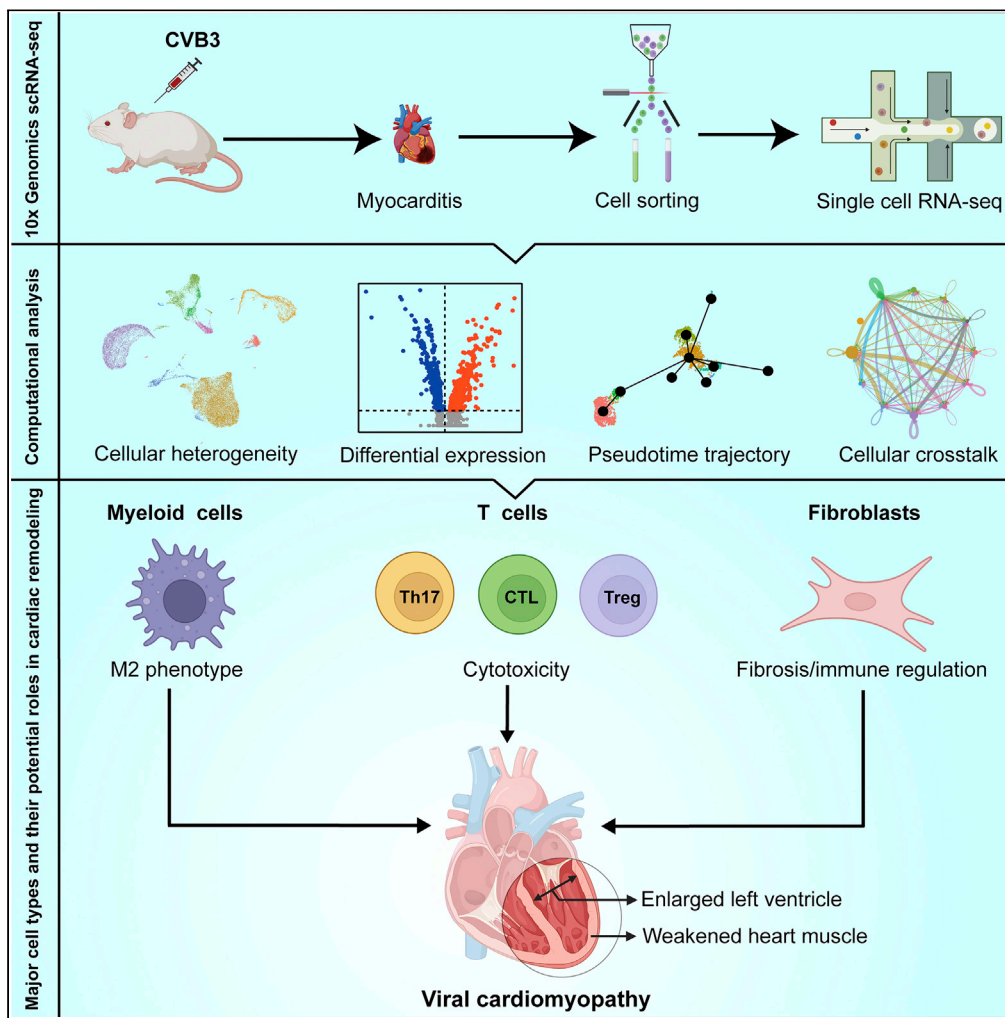 10x Genomics scRNA-seq
CVB3
Myocarditis
Cell sorting
Single cell RNA-seq
Computational analysis
Cellular heterogeneity
Differential expression
Pseudotime trajectory
Cellular crosstalk
Major cell types and their potential roles in cardiac remodeling
Myeloid cells
T cells
Fibroblasts
Th17
CTL
Treg
M2 phenotype
Cytotoxicity
Fibrosis/immune regulation
Enlarged left ventricle
Weakened heart muscle
Viral cardiomyopathy